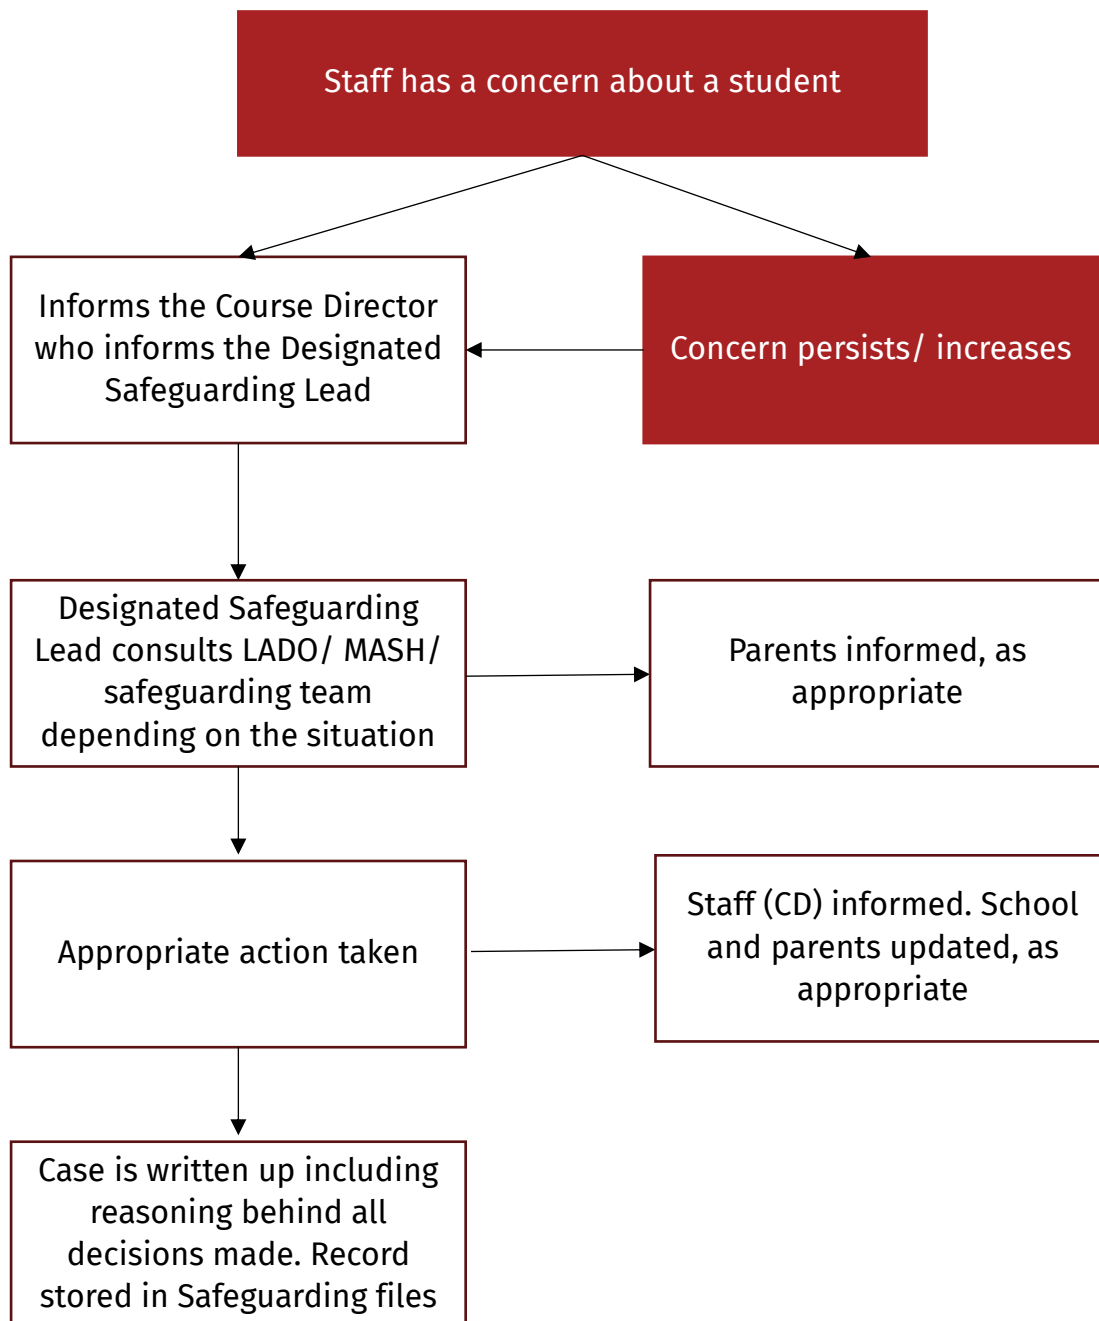 Staff has a concern about a student
Informs the Course Director
who informs the Designated
Safeguarding Lead
Concern persists/ increases
Designated Safeguarding
Lead consults LADO/ MASH/
safeguarding team
depending on the situation
Parents informed, as
appropriate
Appropriate action taken
Staff (CD) informed. School
and parents updated, as
appropriate
Case is written up including
reasoning behind all
decisions made. Record
stored in Safeguarding files